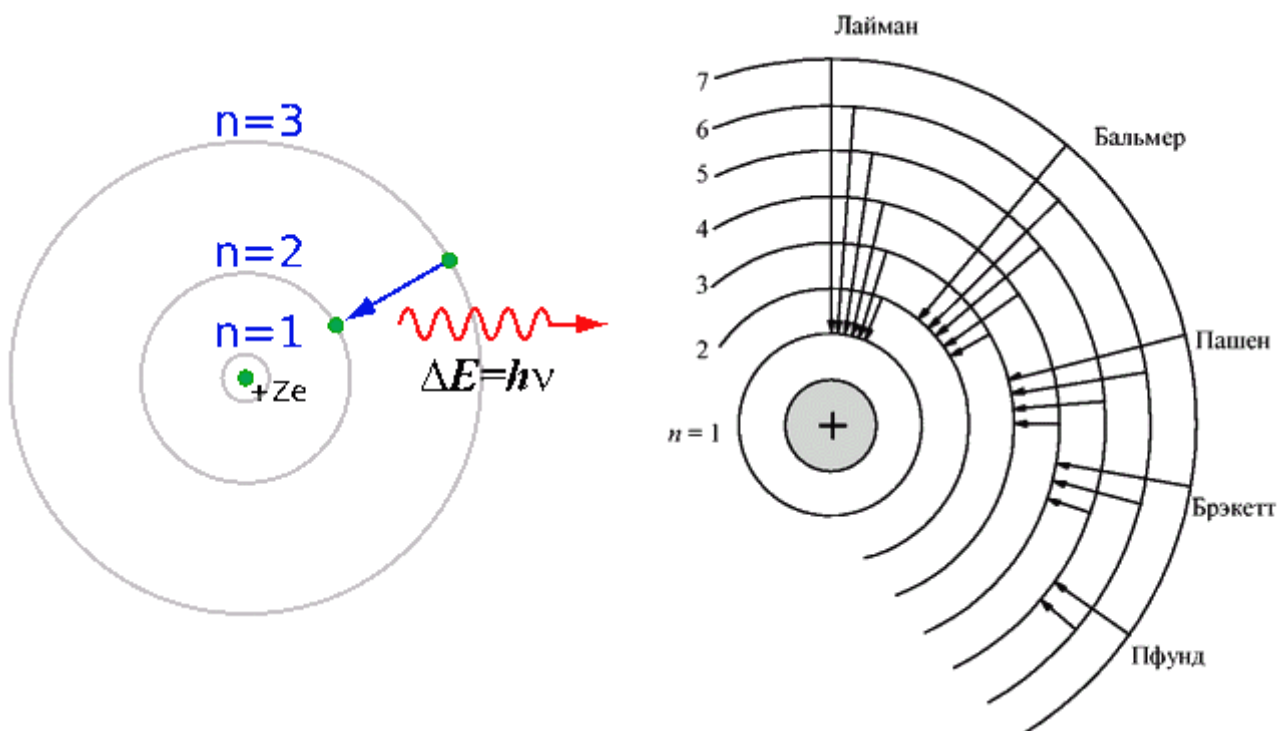 n=3
n=2
n=1
+Ze
ΔE=hν
Лайман
7
6
5
4
3
2
n = 1
+
Бальмер
Пашен
Брэкетт
Пфунд